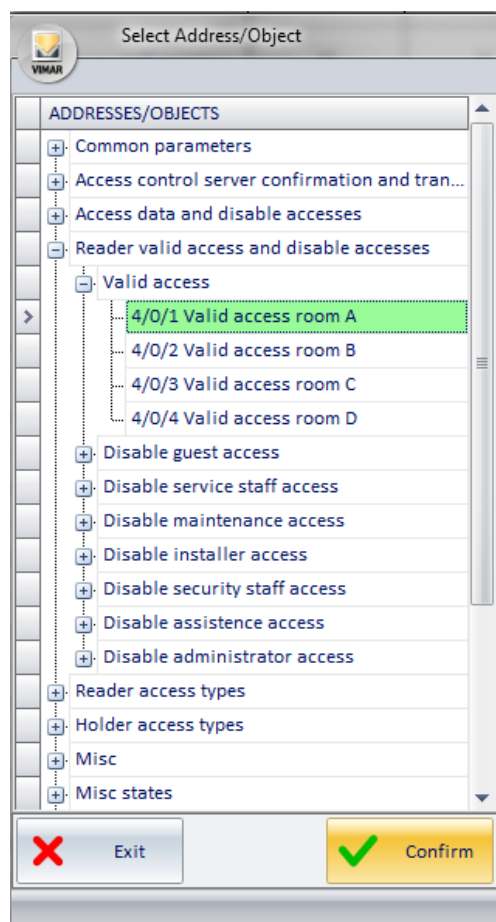 Select Address/Object
VIMAR
ADDRESSES/OBJECTS
Common parameters
Access control server confirmation and tran...
Access data and disable accesses
Reader valid access and disable accesses
Valid access
4/0/1 Valid access room A
4/0/2 Valid access room B
4/0/3 Valid access room C
4/0/4 Valid access room D
Disable guest access
Disable service staff access
Disable maintenance access
Disable installer access
Disable security staff access
Disable assistence access
Disable administrator access
Reader access types
Holder access types
Misc
Misc states
Exit
Confirm